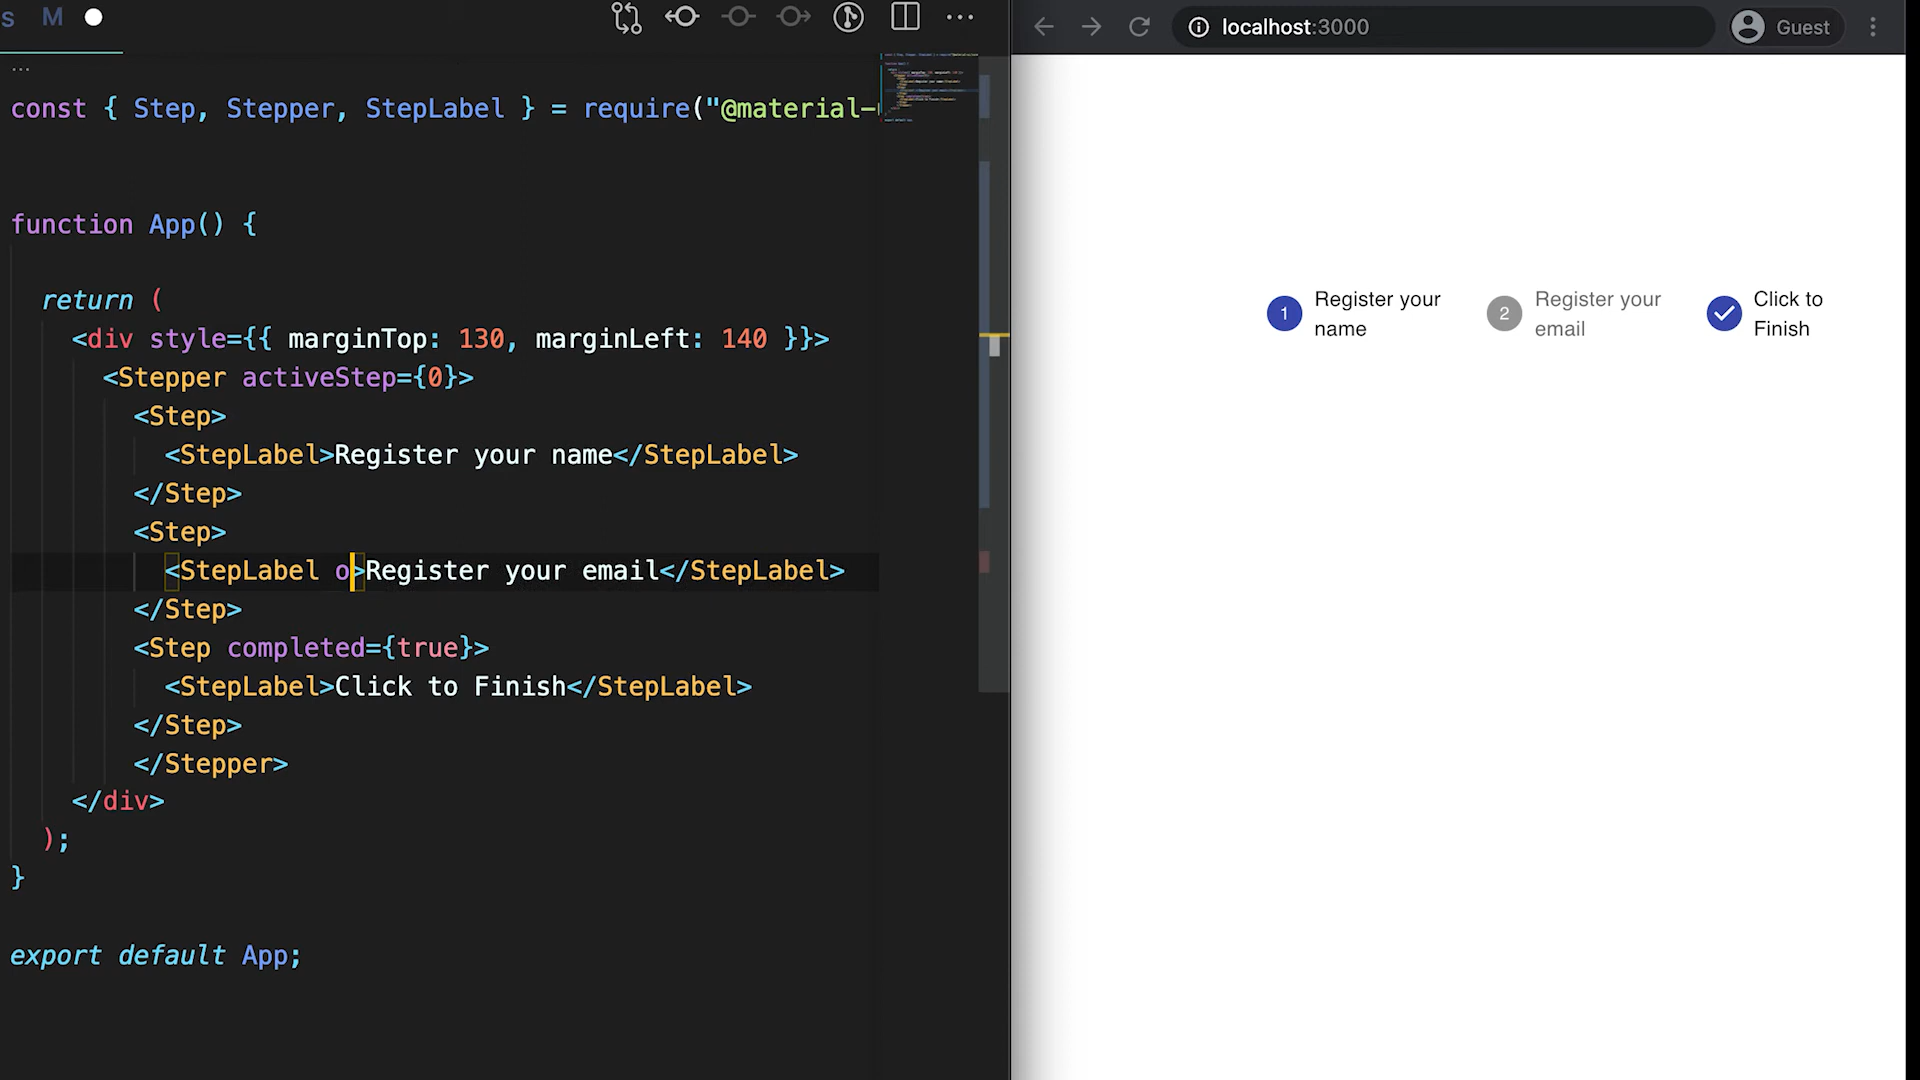 s M
localhost:3000 Guest
...
const { Step, Stepper, StepLabel } = require("@material-
function App() {
return (
<div style={{ marginTop: 130, marginLeft: 140 }}>
<Stepper activeStep={0}>
<Step>
<StepLabel>Register your name</StepLabel>
</Step>
<Step>
<StepLabel o>Register your email</StepLabel>
</Step>
<Step completed={true}>
<StepLabel>Click to Finish</StepLabel>
</Step>
</Stepper>
</div>
);
}
export default App;
1 Register your
name
2 Register your
email
Click to
Finish